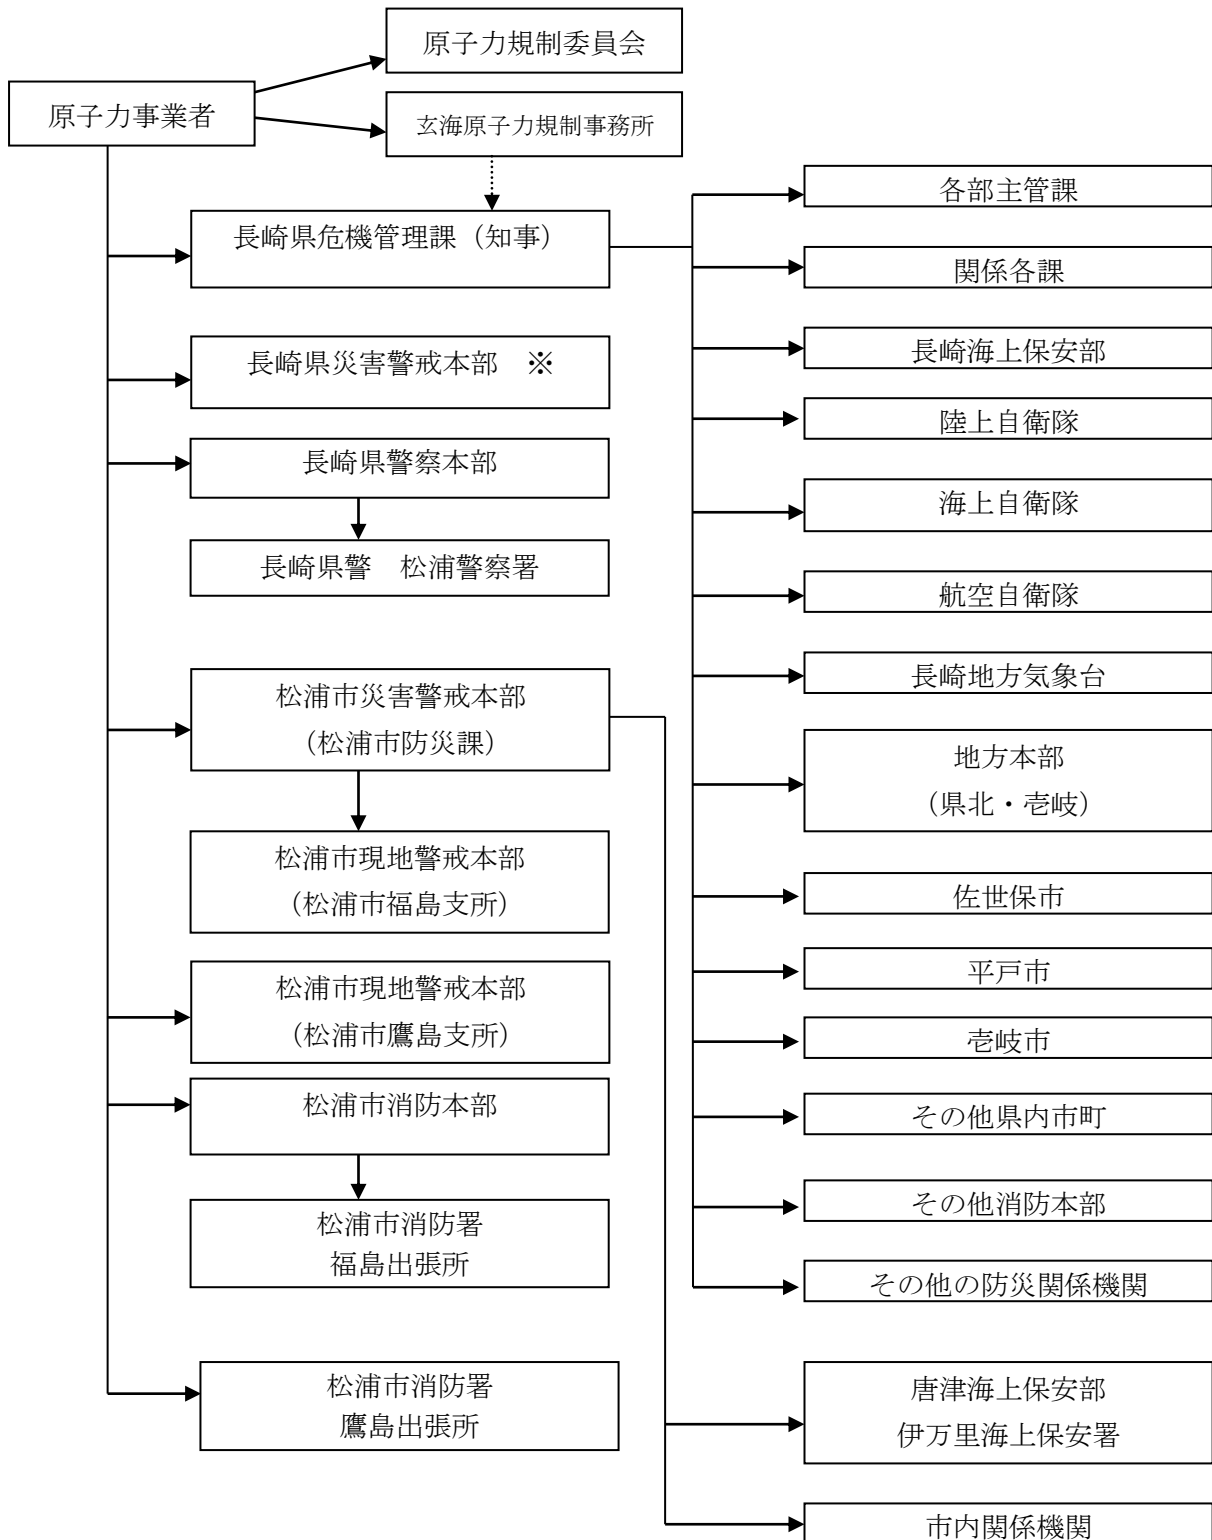 原子力規制委員会
原子力事業者
玄海原子力規制事務所
長崎県危機管理課（知事）
長崎県災害警戒本部　※
長崎県警察本部
長崎県警　松浦警察署
松浦市災害警戒本部
（松浦市防災課）
松浦市現地警戒本部
（松浦市福島支所）
松浦市現地警戒本部
（松浦市鷹島支所）
松浦市消防本部
松浦市消防署
福島出張所
松浦市消防署
鷹島出張所
各部主管課
関係各課
長崎海上保安部
陸上自衛隊
海上自衛隊
航空自衛隊
長崎地方気象台
地方本部
（県北・壱岐）
佐世保市
平戸市
壱岐市
その他県内市町
その他消防本部
その他の防災関係機関
唐津海上保安部
伊万里海上保安署
市内関係機関